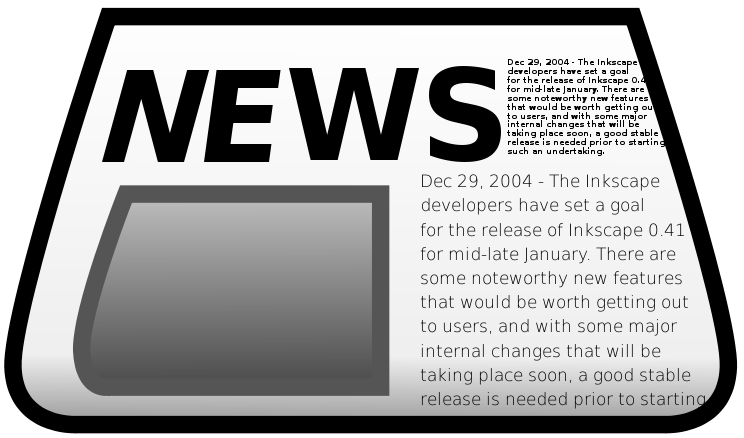 NEWS
Dec 29, 2004 - The Inkscape
developers have set a goal
for the release of Inkscape 0.4
for mid-late January. There are
some noteworthy new features
that would be worth getting out
to users, and with some major
internal changes that will be
taking place soon, a good stable
release is needed prior to starting
such an undertaking.
Dec 29, 2004 - The Inkscape
developers have set a goal
for the release of Inkscape 0.41
for mid-late January. There are
some noteworthy new features
that would be worth getting out
to users, and with some major
internal changes that will be
taking place soon, a good stable
release is needed prior to starting